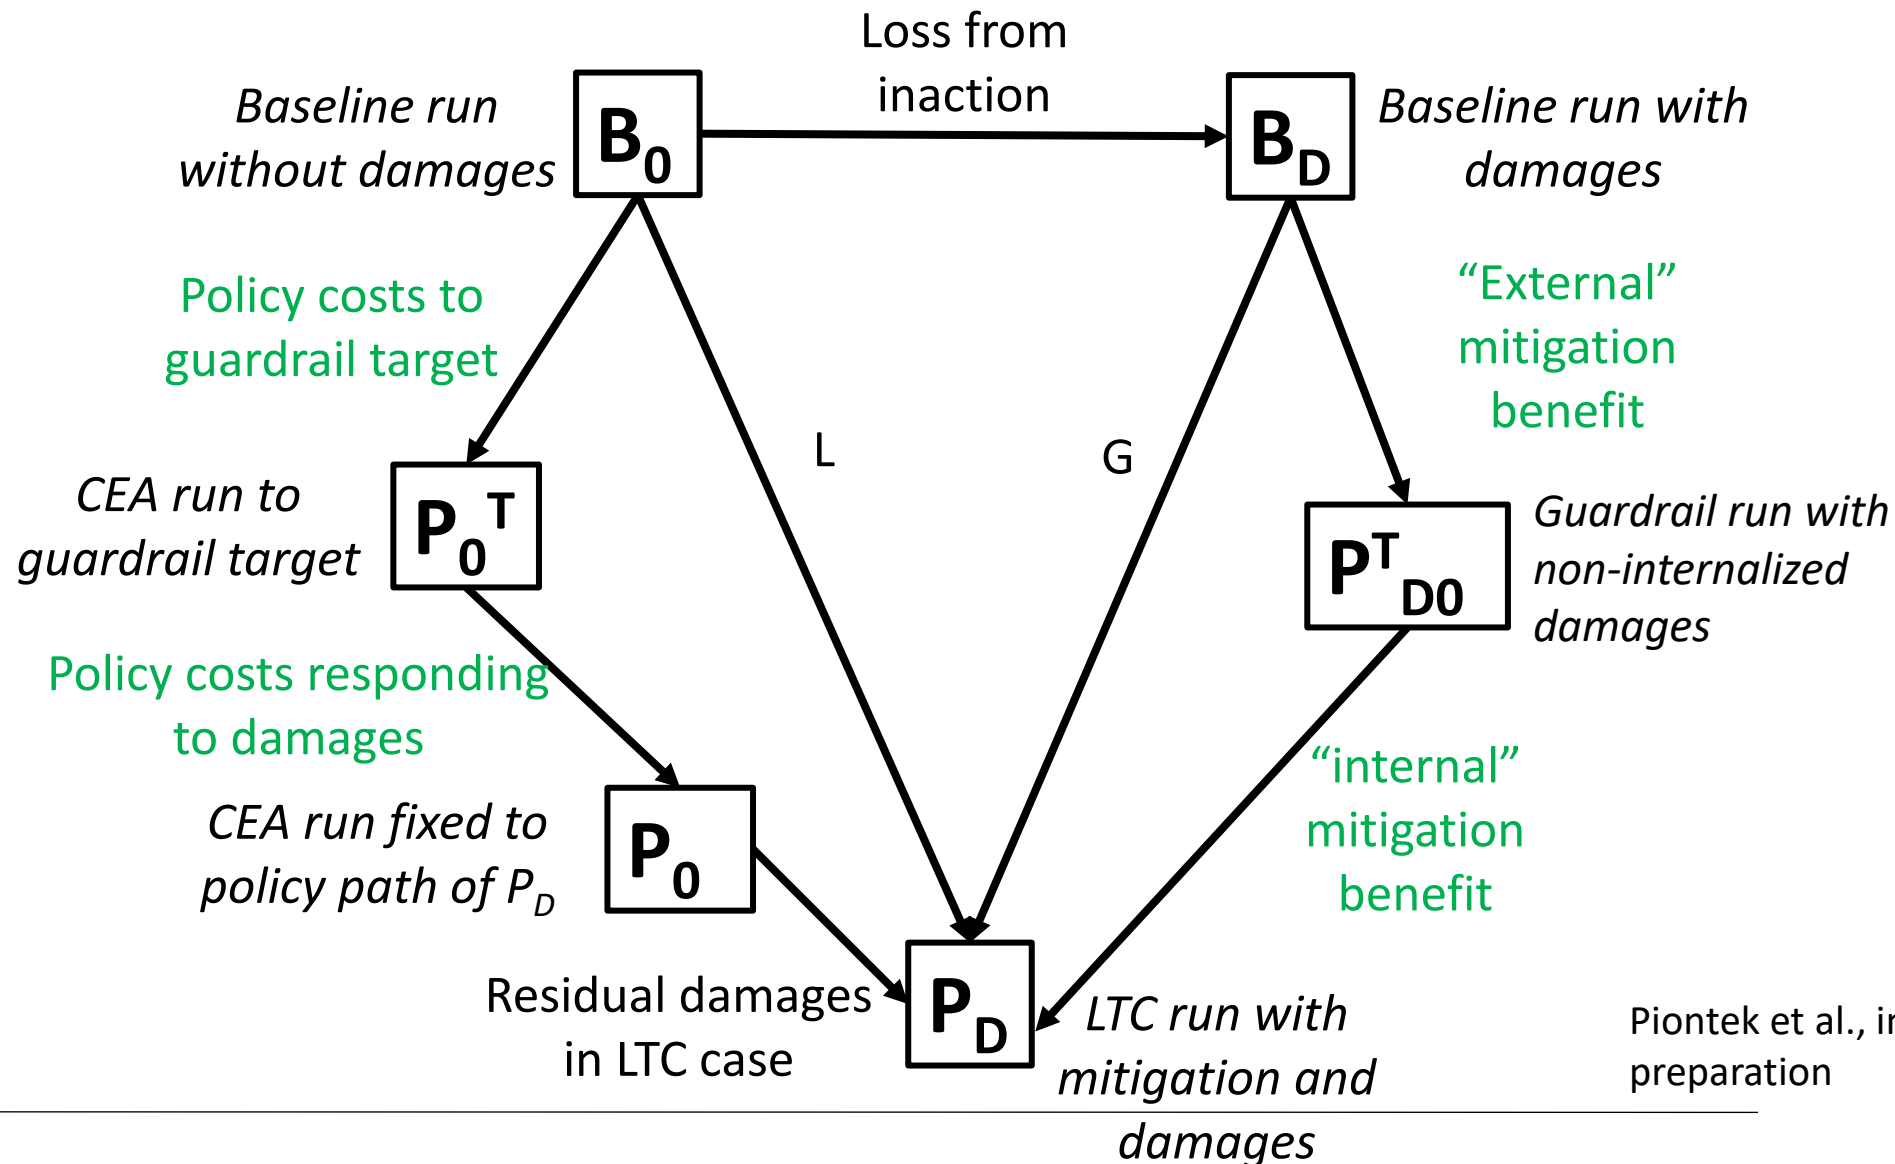 Loss from
inaction
Baseline run
without damages
B0
BD
Baseline run with
damages
Policy costs to
guardrail target
“External”
mitigation
benefit
L
G
CEA run to
guardrail target
P0T
PTD0
Guardrail run with
non-internalized
damages
Policy costs responding
to damages
“internal”
mitigation
benefit
CEA run fixed to
policy path of PD
P0
Residual damages
in LTC case
PD
LTC run with
mitigation and
damages
Piontek et al., in
preparation